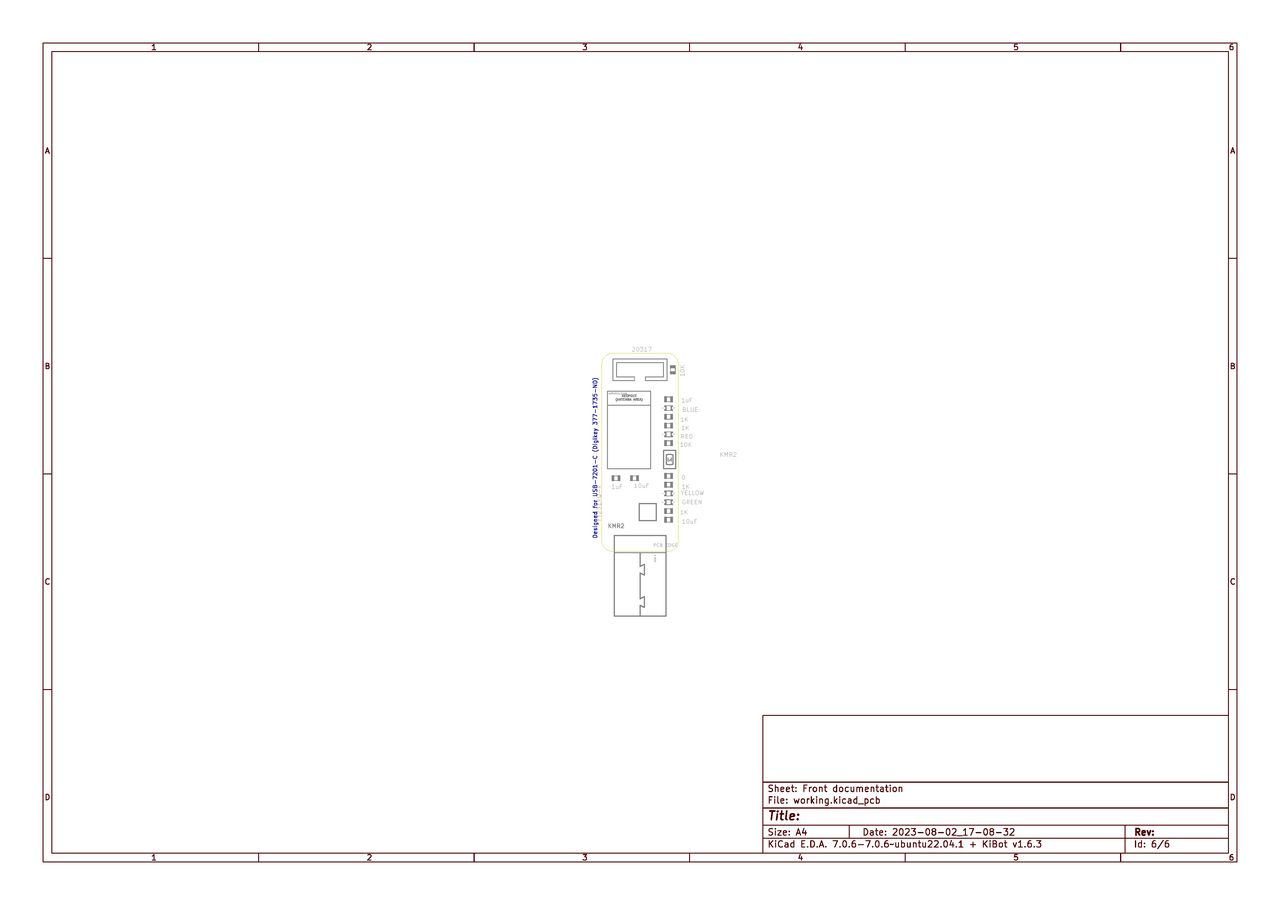 1 2 3 4 5 6
A
B
C
D
A
B
C
D
20317
10K
KEEPOUT
(ANTENNA AREA)
1uF
BLUE
1K
1K
RED
10K
KMR2
0
1K
YELLOW
GREEN
1K
10uF
1uF
10uF
KMR2
PCB EDGE
Designed for USB-7201-C (Digikey 377-1735-ND)
Sheet: Front documentation
File: working.kicad_pcb
Title:
Size: A4
Date: 2023-08-02_17-08-32
Rev:
KiCad E.D.A. 7.0.6-7.0.6~ubuntu22.04.1 + KiBot v1.6.3
Id: 6/6
1 2 3 4 5 6